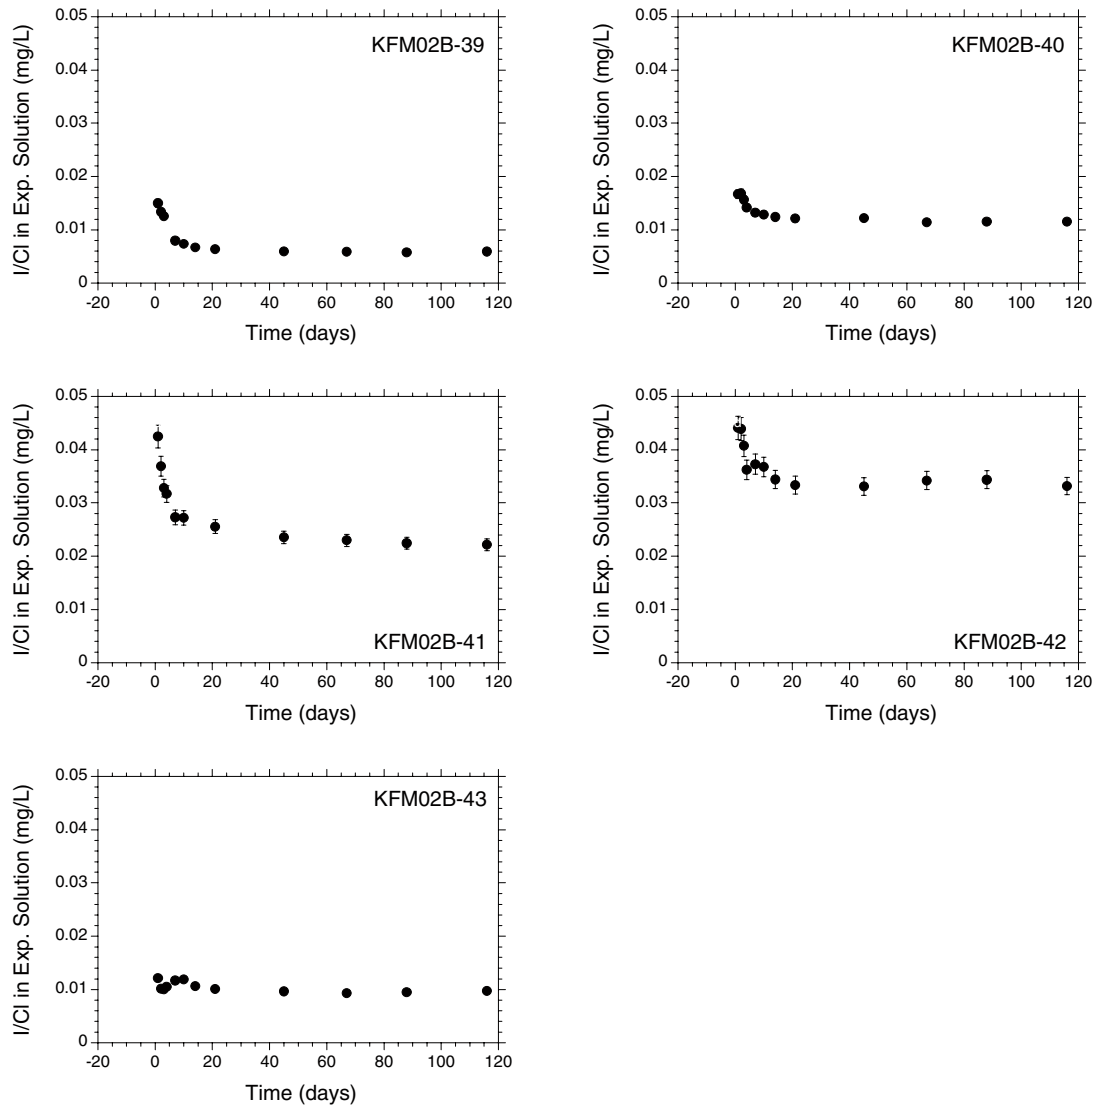 0.05
0.04
0.03
0.02
0.01
0
I/Cl in Exp. Solution (mg/L)
KFM02B-39
-20 0 20 40 60 80 100 120
Time (days)
0.05
0.04
0.03
0.02
0.01
0
I/Cl in Exp. Solution (mg/L)
KFM02B-40
-20 0 20 40 60 80 100 120
Time (days)
0.05
0.04
0.03
0.02
0.01
0
I/Cl in Exp. Solution (mg/L)
KFM02B-41
-20 0 20 40 60 80 100 120
Time (days)
0.05
0.04
0.03
0.02
0.01
0
I/Cl in Exp. Solution (mg/L)
KFM02B-42
-20 0 20 40 60 80 100 120
Time (days)
0.05
0.04
0.03
0.02
0.01
0
I/Cl in Exp. Solution (mg/L)
KFM02B-43
-20 0 20 40 60 80 100 120
Time (days)